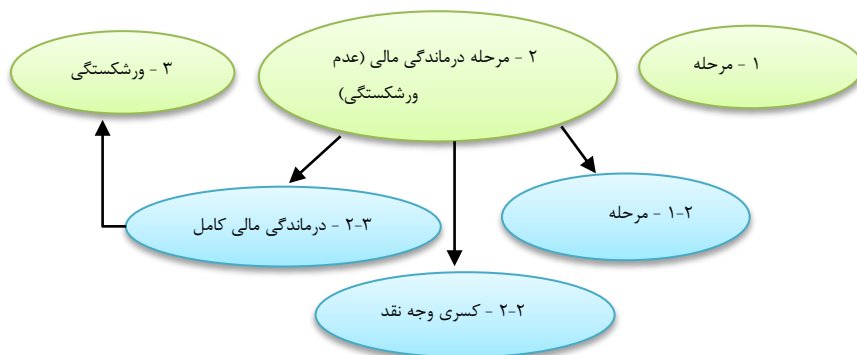 ۱ - مرحله
۲ - مرحله درماندگی مالی (عدم
ورشکستگی)
۳ - ورشکستگی
۱-۲ - مرحله
۲-۳ - درماندگی مالی کامل
۲-۲ - کسری وجه نقد